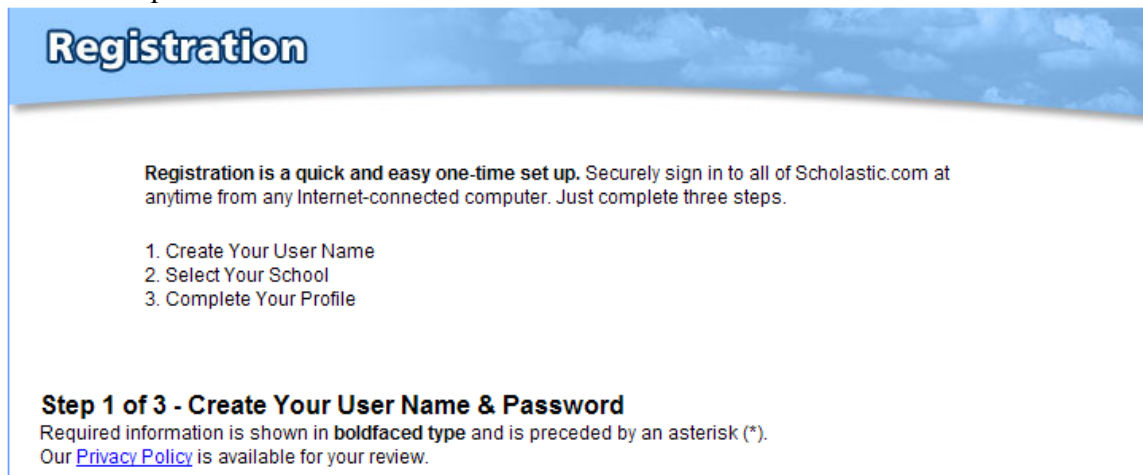 Registration
Registration is a quick and easy one-time set up. Securely sign in to all of Scholastic.com at
anytime from any Internet-connected computer. Just complete three steps.
1. Create Your User Name
2. Select Your School
3. Complete Your Profile
Step 1 of 3 - Create Your User Name & Password
Required information is shown in boldfaced type and is preceded by an asterisk (*).
Our Privacy Policy is available for your review.